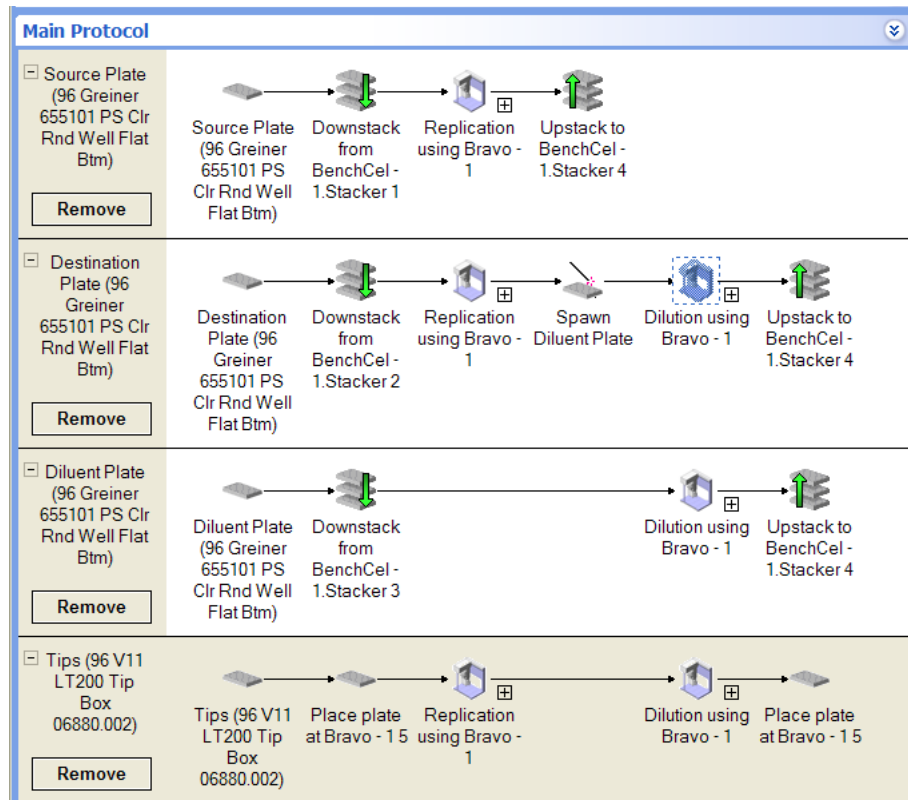 Main Protocol
Source Plate
(96 Greiner
655101 PS Clr
Rnd Well Flat
Btm)
Remove
Source Plate
(96 Greiner
655101 PS
Clr Rnd Well
Flat Btm)
Downstack
from
BenchCel -
1.Stacker 1
Replication
using Bravo -
1
Upstack to
BenchCel -
1.Stacker 4
Destination
Plate (96
Greiner
655101 PS Clr
Rnd Well Flat
Btm)
Remove
Destination
Plate (96
Greiner
655101 PS
Clr Rnd Well
Flat Btm)
Downstack
from
BenchCel -
1.Stacker 2
Replication
using Bravo -
1
Spawn
Diluent Plate
Dilution using
Bravo - 1
Upstack to
BenchCel -
1.Stacker 4
Diluent Plate
(96 Greiner
655101 PS Clr
Rnd Well Flat
Btm)
Remove
Diluent Plate
(96 Greiner
655101 PS
Clr Rnd Well
Flat Btm)
Downstack
from
BenchCel -
1.Stacker 3
Dilution using
Bravo - 1
Upstack to
BenchCel -
1.Stacker 4
Tips (96 V11
LT200 Tip
Box
06880.002)
Remove
Tips (96 V11
LT200 Tip
Box
06880.002)
Place plate
at Bravo - 1 5
Replication
using Bravo -
1
Dilution using
Bravo - 1
Place plate
at Bravo - 1 5